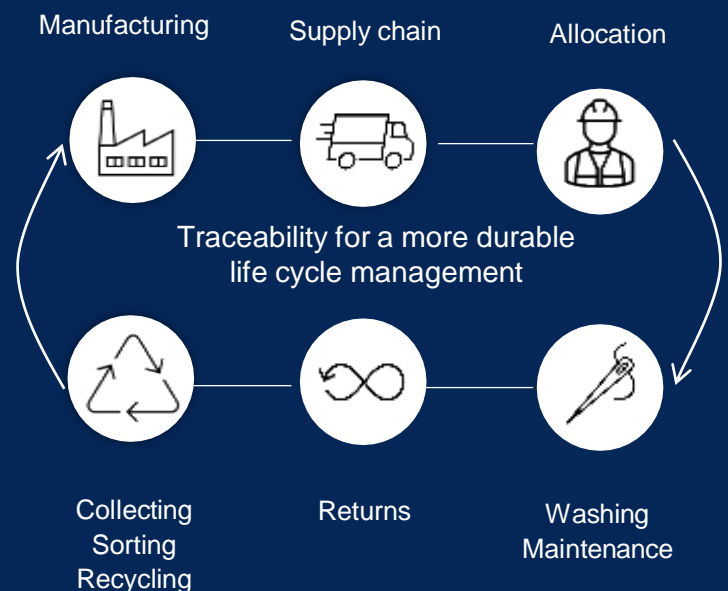 Manufacturing
Supply chain
Allocation
Traceability for a more durable
life cycle management
Collecting
Sorting
Recycling
Returns
Washing
Maintenance